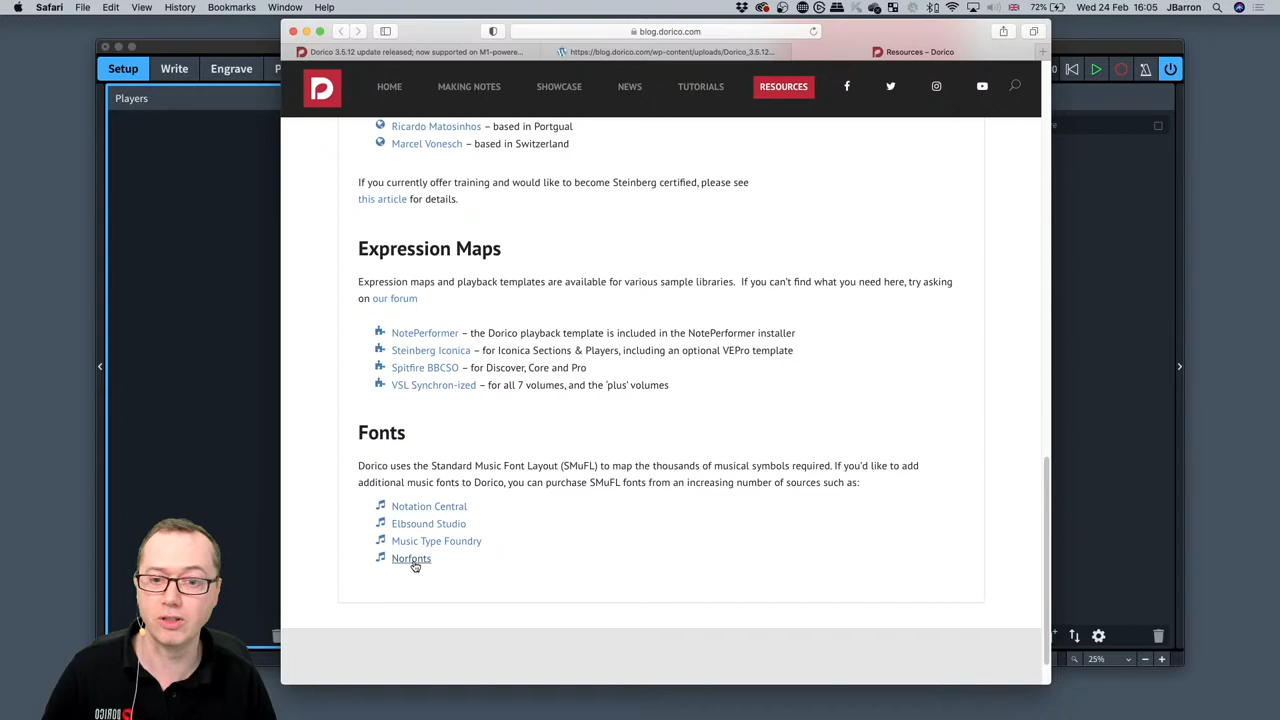 Safari File Edit View History Bookmarks Window Help
72% Wed 24 Mar 16:05 JBarron
blog.dorico.com
Dorico 3.5.12 update released; now supported on M1-powere...
https://blog.dorico.com/wp-content/uploads/Dorico_3.5.12...
Resources – Dorico
Setup Write Engrave P
Players
HOME MAKING NOTES SHOWCASE NEWS TUTORIALS RESOURCES
Ricardo Matosinhos – based in Portgual
Marcel Vonesch – based in Switzerland
If you currently offer training and would like to become Steinberg certified, please see
this article for details.
Expression Maps
Expression maps and playback templates are available for various sample libraries. If you can't find what you need here, try asking
on our forum
NotePerformer – the Dorico playback template is included in the NotePerformer installer
Steinberg Iconica – for Iconica Sections & Players, including an optional VEPro template
Spitfire BBCSO – for Discover, Core and Pro
VSL Synchron-ized – for all 7 volumes, and the 'plus' volumes
Fonts
Dorico uses the Standard Music Font Layout (SMuFL) to map the thousands of musical symbols required. If you'd like to add
additional music fonts to Dorico, you can purchase SMuFL fonts from an increasing number of sources such as:
Notation Central
Elbsound Studio
Music Type Foundry
Norfonts
25%
DORICO